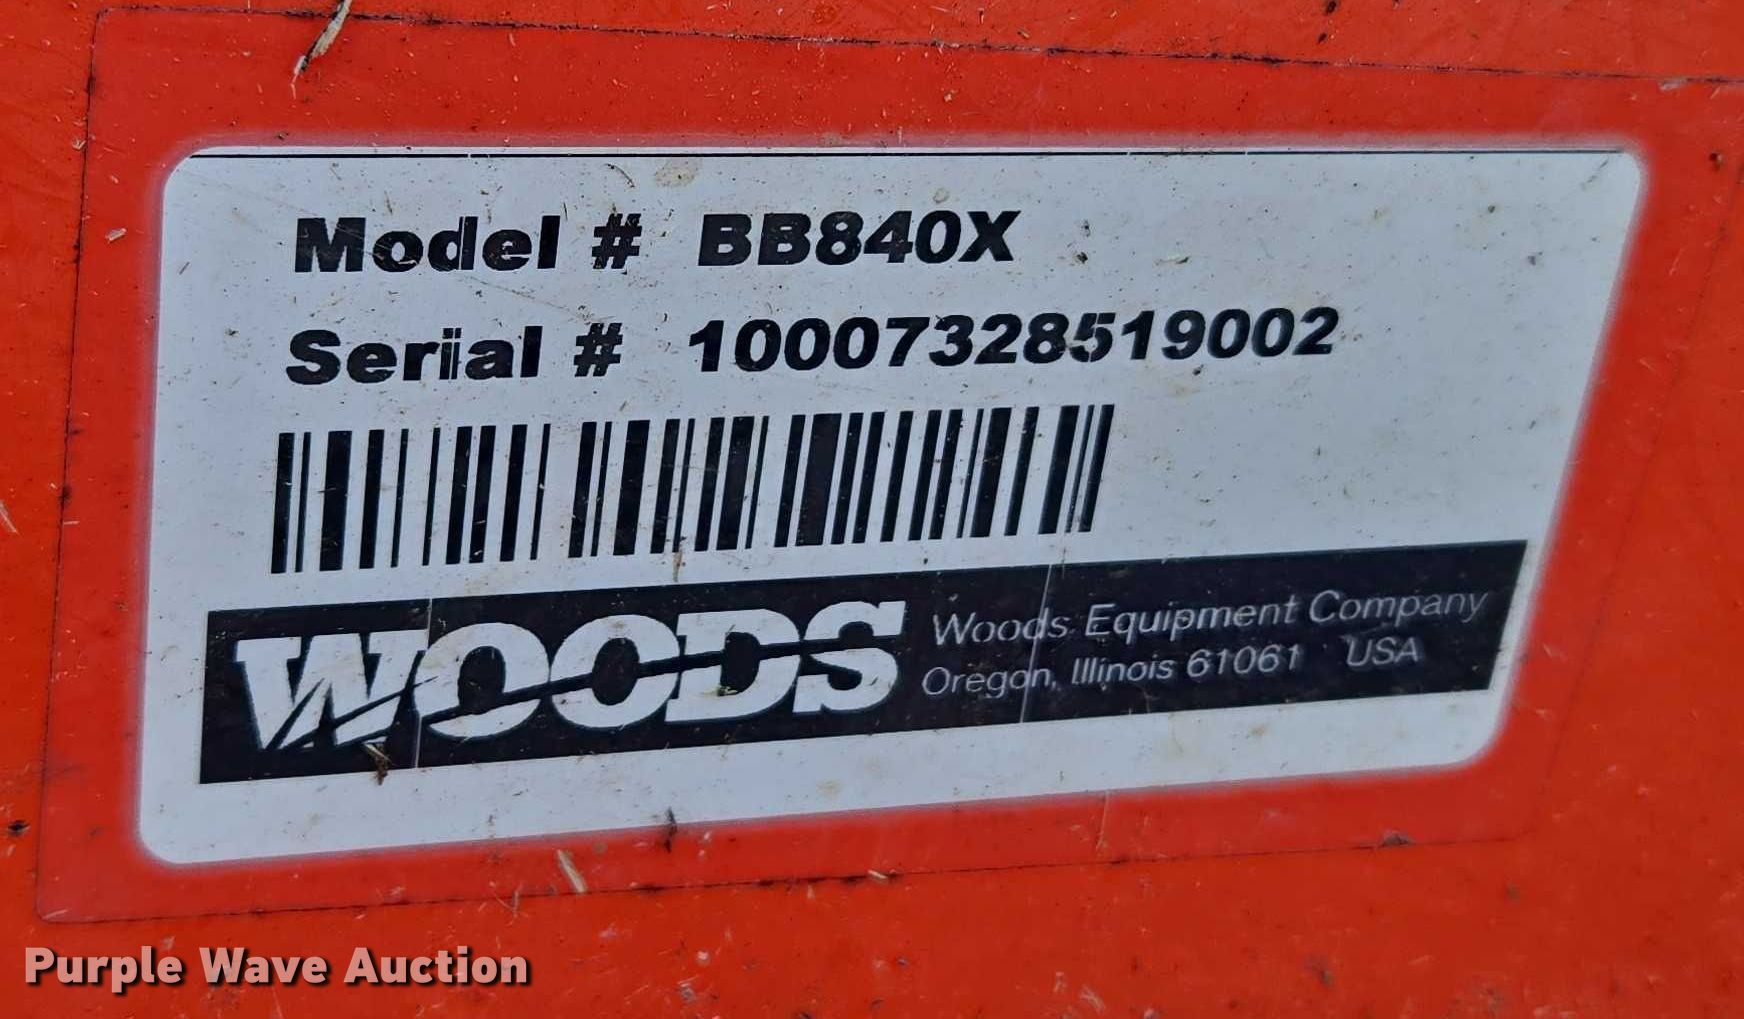 Model # BB840X
Serial # 10007328519002
WOODS
Woods Equipment Company
Oregon, Illinois 61061 USA
Purple Wave Auction